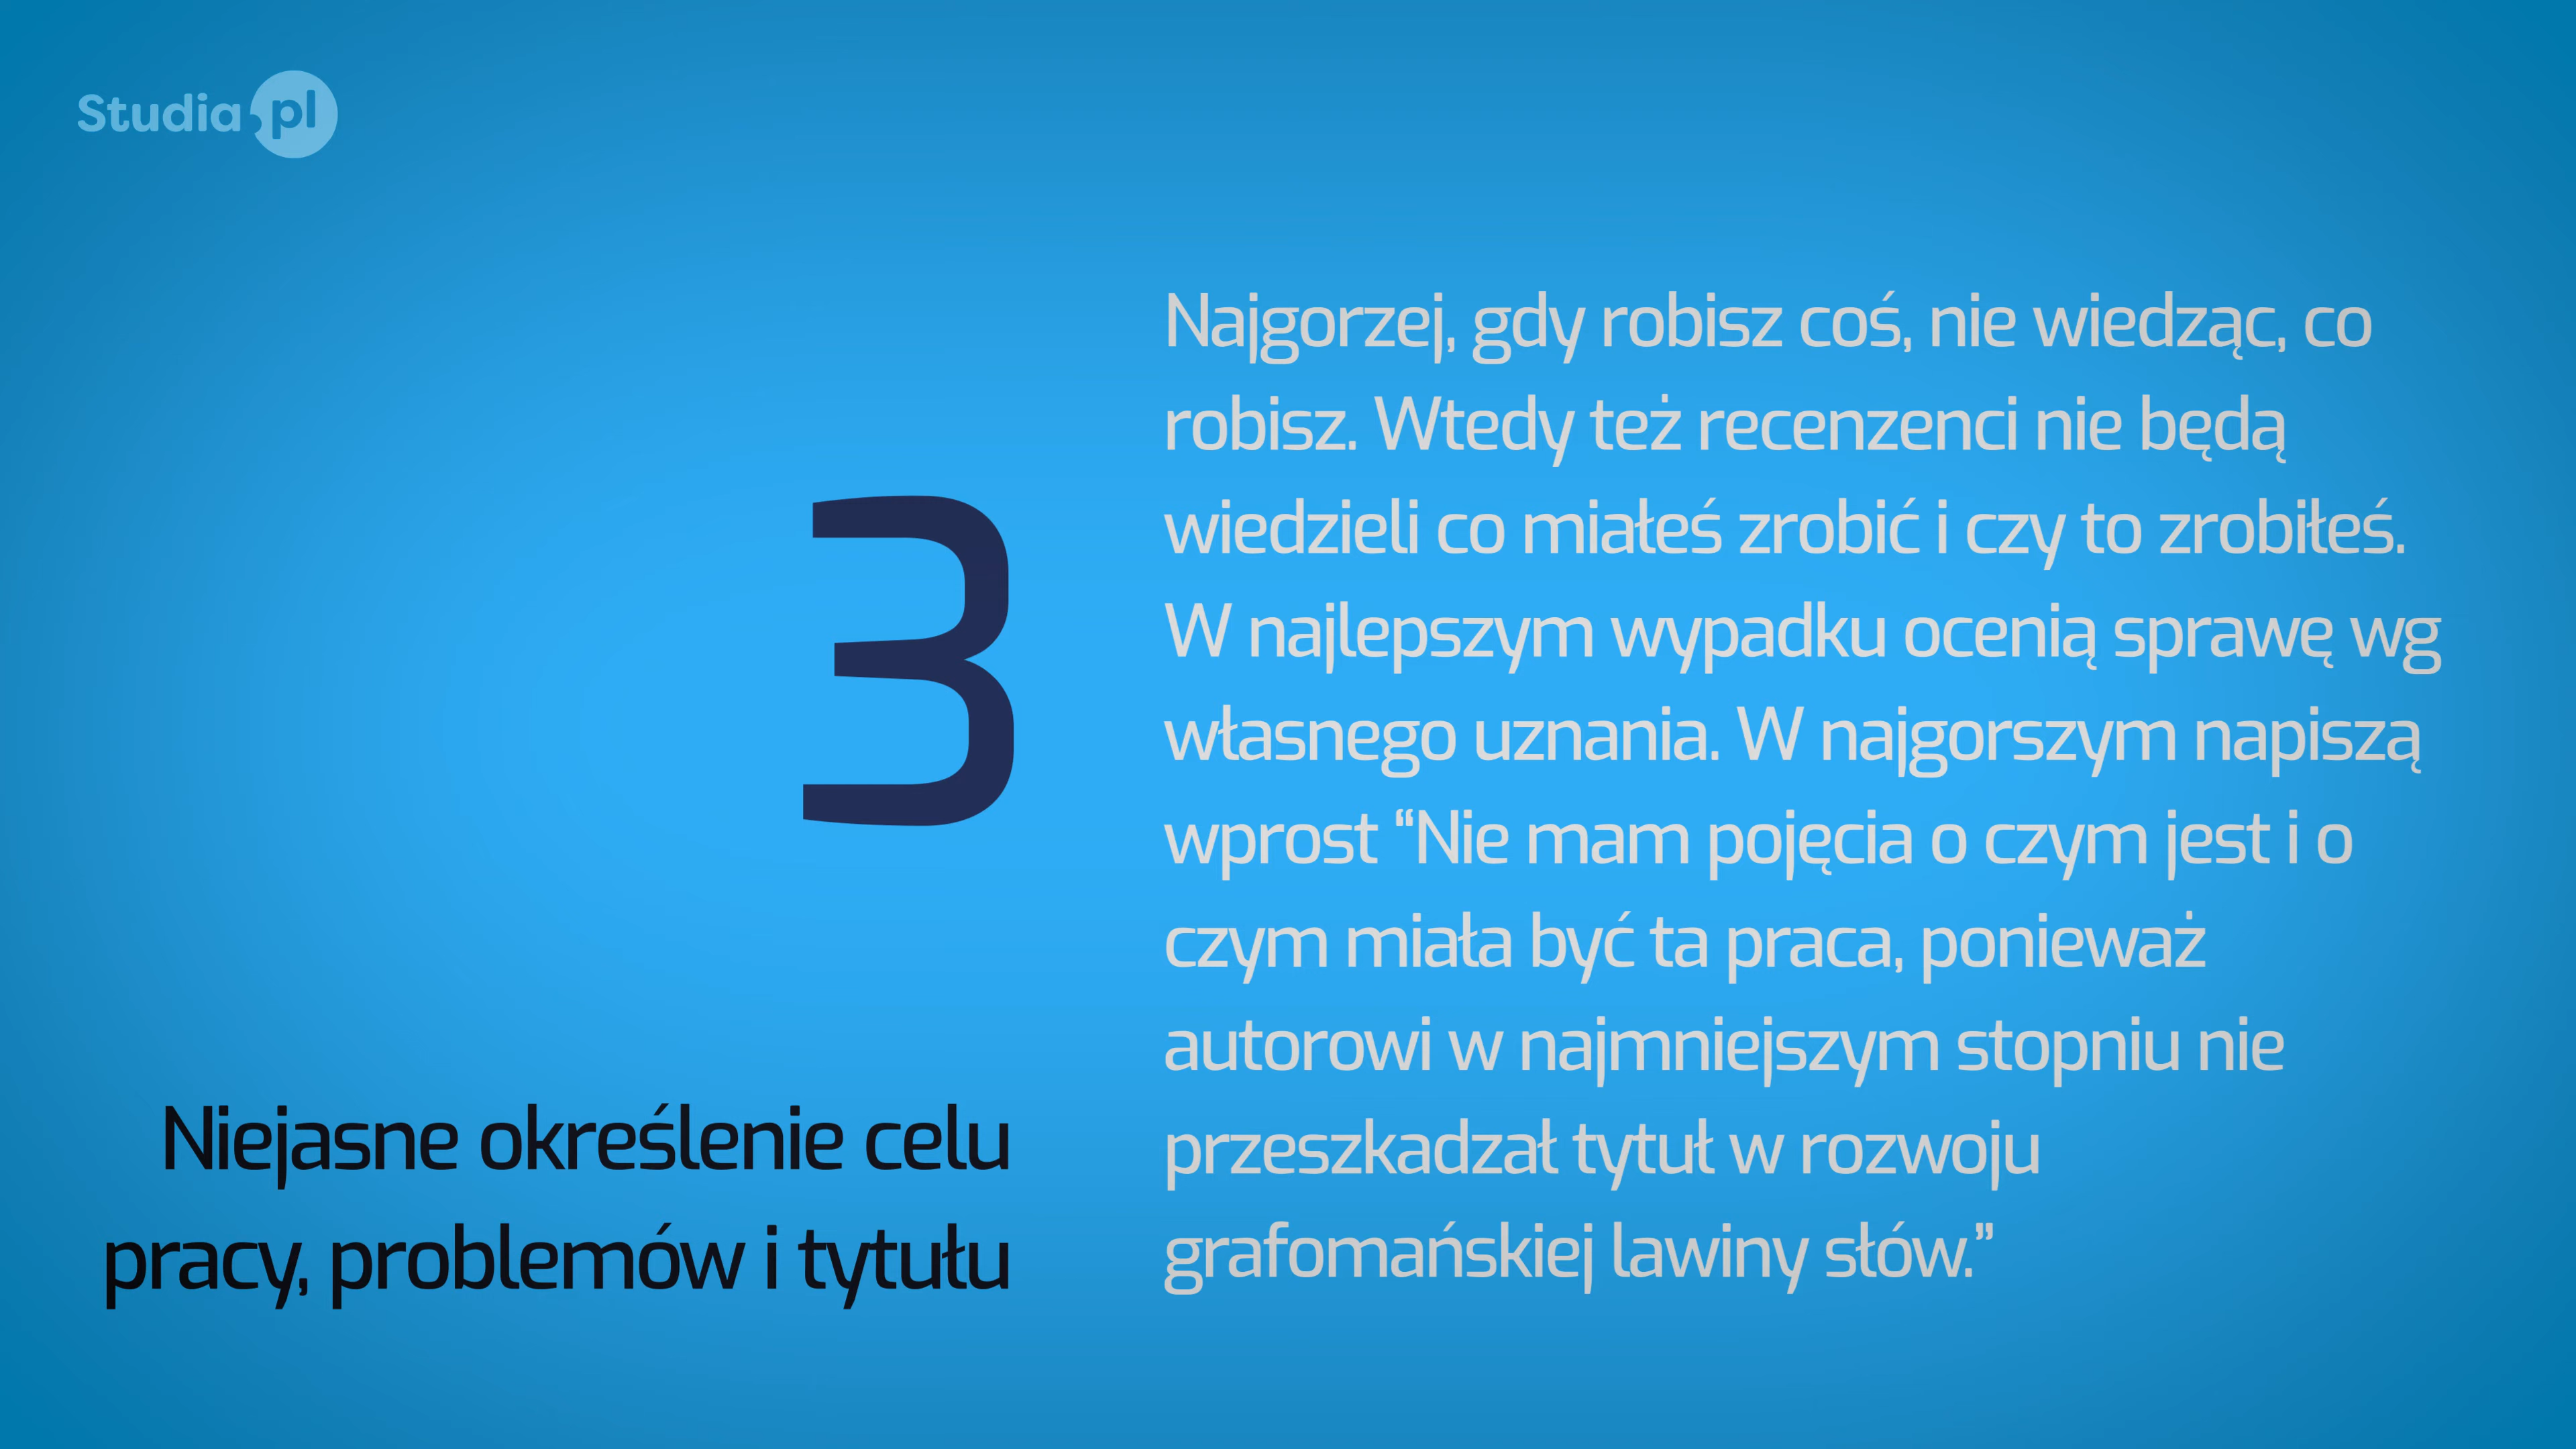 Studia.pl
3
Niejasne określenie celu
pracy, problemów i tytułu
Najgorzej, gdy robisz coś, nie wiedząc, co
robisz. Wtedy też recenzenci nie będą
wiedzieli co miałeś zrobić i czy to zrobiłeś.
W najlepszym wypadku ocenią sprawę wg
własnego uznania. W najgorszym napiszą
wprost “Nie mam pojęcia o czym jest i o
czym miała być ta praca, ponieważ
autorowi w najmniejszym stopniu nie
przeszkadzał tytuł w rozwoju
grafomańskiej lawiny słów.”